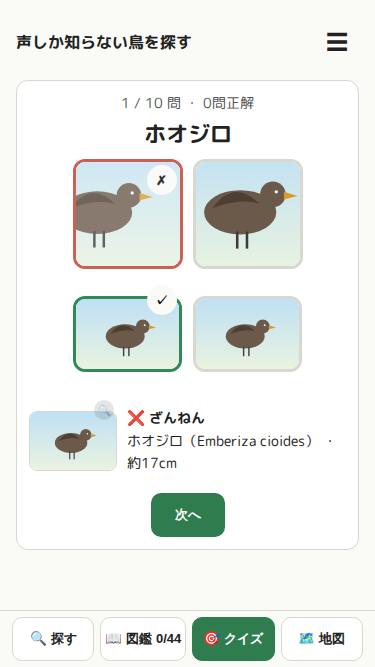 声しか知らない鳥を探す
1 / 10 問 · 0問正解
ホオジロ
✗
✓
❌ ざんねん
ホオジロ（Emberiza cioides） ·
約17cm
次へ
🔍 探す
📖 図鑑 0/44
🎯 クイズ
🗺️ 地図